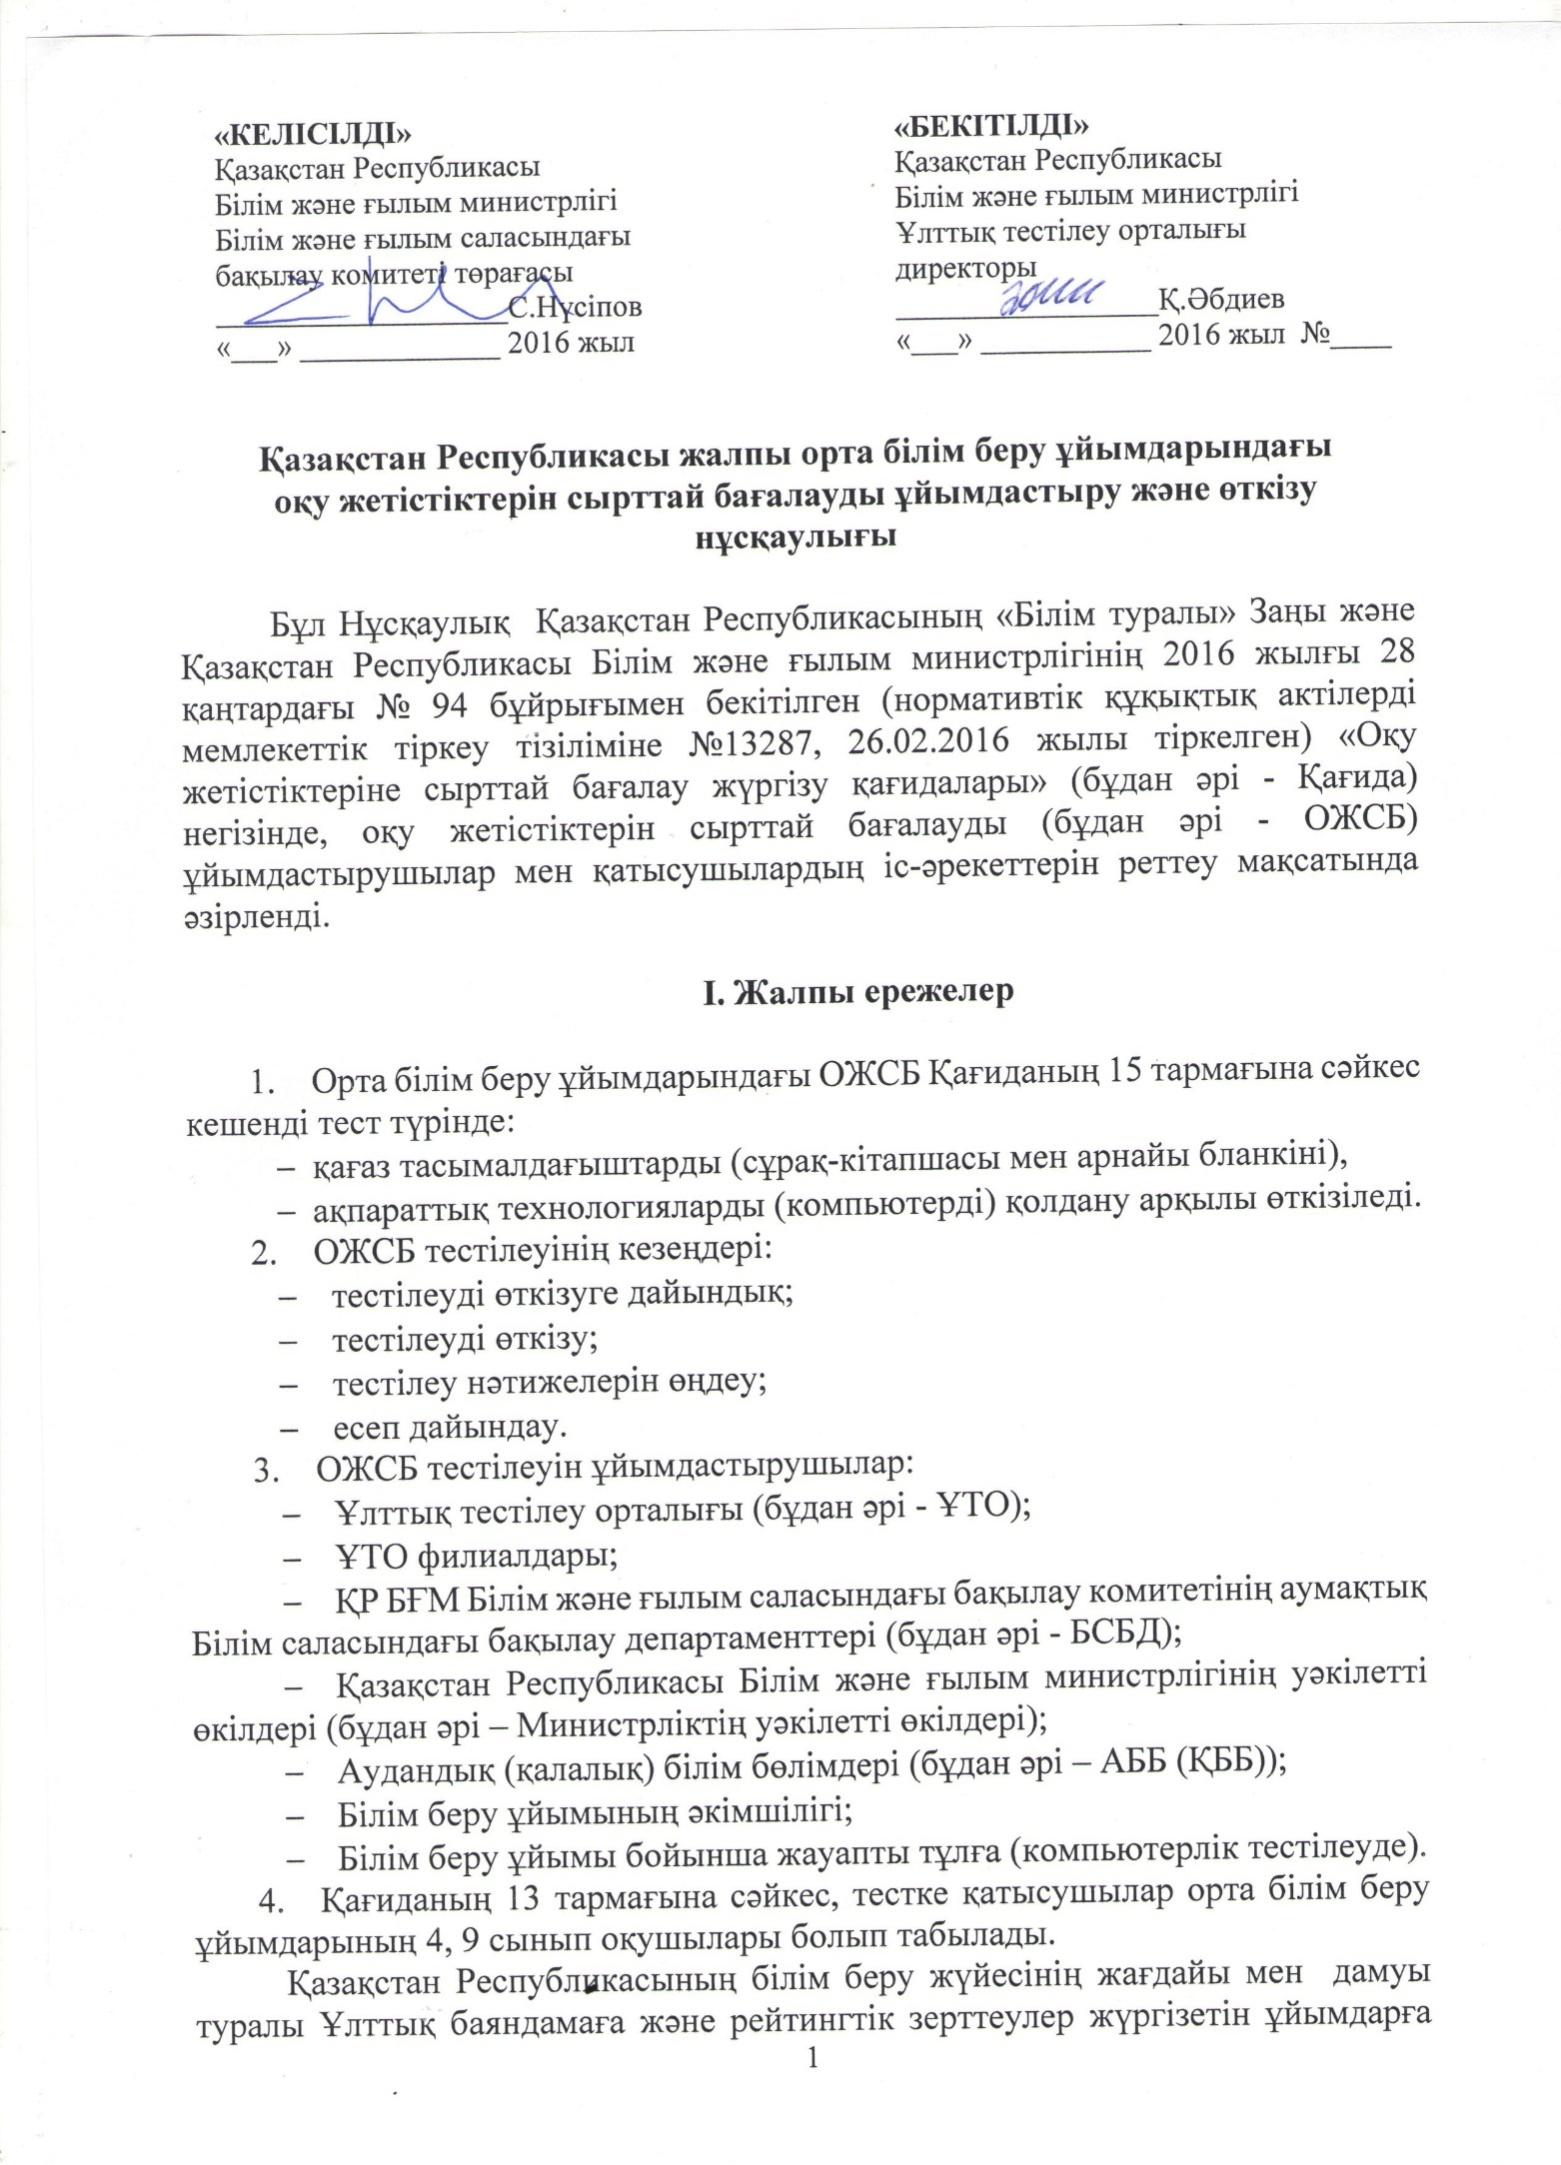 «КЕЛІСІЛДІ»
Қазақстан Республикасы
Білім және ғылым министрлігі
Білім және ғылым саласындағы
бақылау комитеті төрағасы
___________________С.Нүсіпов
«___» _____________ 2016 жыл
«БЕКІТІЛДІ»
Қазақстан Республикасы
Білім және ғылым министрлігі
Ұлттық тестілеу орталығы
директоры
_________________Қ.Әбдиев
«___» ___________ 2016 жыл №____
Қазақстан Республикасы жалпы орта білім беру ұйымдарындағы
оқу жетістіктерін сырттай бағалауды ұйымдастыру және өткізу
нұсқаулығы
Бұл Нұсқаулық Қазақстан Республикасының «Білім туралы» Заңы және
Қазақстан Республикасы Білім және ғылым министрлігінің 2016 жылғы 28
қаңтардағы № 94 бұйрығымен бекітілген (нормативтік құқықтық актілерді
мемлекеттік тіркеу тізіліміне №13287, 26.02.2016 жылы тіркелген) «Оқу
жетістіктеріне сырттай бағалау жүргізу қағидалары» (бұдан әрі - Қағида)
негізінде, оқу жетістіктерін сырттай бағалауды (бұдан әрі - ОЖСБ)
ұйымдастырушылар мен қатысушылардың іс-әрекеттерін реттеу мақсатында
әзірленді.
I. Жалпы ережелер
1. Орта білім беру ұйымдарындағы ОЖСБ Қағиданың 15 тармағына сәйкес
кешенді тест түрінде:
– қағаз тасымалдағыштарды (сұрақ-кітапшасы мен арнайы бланкіні),
– ақпараттық технологияларды (компьютерді) қолдану арқылы өткізіледі.
2. ОЖСБ тестілеуінің кезеңдері:
– тестілеуді өткізуге дайындық;
– тестілеуді өткізу;
– тестілеу нәтижелерін өңдеу;
– есеп дайындау.
3. ОЖСБ тестілеуін ұйымдастырушылар:
– Ұлттық тестілеу орталығы (бұдан әрі - ҰТО);
– ҰТО филиалдары;
– ҚР БҒМ Білім және ғылым саласындағы бақылау комитетінің аумақтық
Білім саласындағы бақылау департаменттері (бұдан әрі - БСБД);
– Қазақстан Республикасы Білім және ғылым министрлігінің уәкілетті
өкілдері (бұдан әрі – Министрліктің уәкілетті өкілдері);
– Аудандық (қалалық) білім бөлімдері (бұдан әрі – АББ (ҚББ));
– Білім беру ұйымының әкімшілігі;
– Білім беру ұйымы бойынша жауапты тұлға (компьютерлік тестілеуде).
4. Қағиданың 13 тармағына сәйкес, тестке қатысушылар орта білім беру
ұйымдарының 4, 9 сынып оқушылары болып табылады.
Қазақстан Республикасының білім беру жүйесінің жағдайы мен дамуы
туралы Ұлттық баяндамаға және рейтингтік зерттеулер жүргізетін ұйымдарға
1